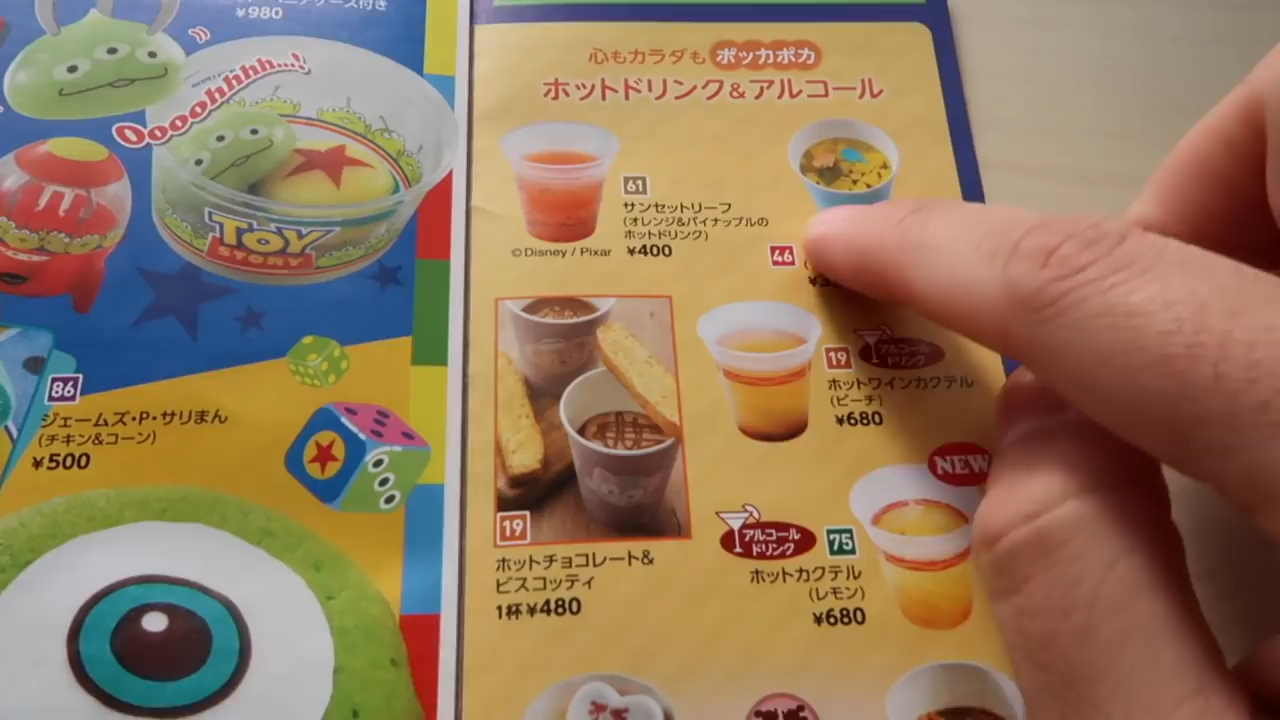 ¥980
Oooohhhh...!
TOY
STORY
86
ジェームズ・P・サリまん
(チキン&コーン)
¥500
心もカラダも ポッカポカ
ホットドリンク&アルコール
61
サンセットリーフ
(オレンジ&パイナップルの
ホットドリンク)
¥400
©Disney / Pixar
46
19
アルコール
ドリンク
ホットワインカクテル
(ピーチ)
¥680
19
ホットチョコレート&
ビスコッティ
1杯¥480
NEW
アルコール
ドリンク
75
ホットカクテル
(レモン)
¥680